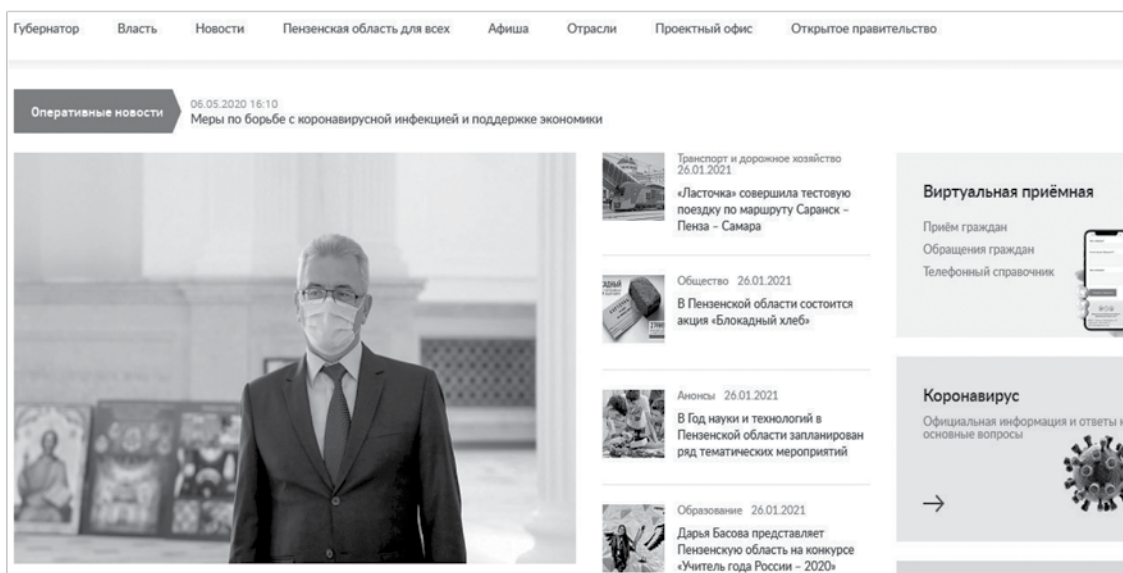 Губернатор Власть Новости Пензенская область для всех Афиша Отрасли Проектный офис Открытое правительство
Оперативные новости
06.05.2020 16:10
Меры по борьбе с коронавирусной инфекцией и поддержке экономики
Транспорт и дорожное хозяйство
26.01.2021
«Ласточка» совершила тестовую
поездку по маршруту Саранск –
Пенза – Самара
Общество 26.01.2021
В Пензенской области состоится
акция «Блокадный хлеб»
Анонсы 26.01.2021
В Год науки и технологий в
Пензенской области запланирован
ряд тематических мероприятий
Образование 26.01.2021
Дарья Басова представляет
Пензенскую область на конкурсе
«Учитель года России – 2020»
Виртуальная приёмная
Приём граждан
Обращения граждан
Телефонный справочник
Коронавирус
Официальная информация и ответы
основные вопросы